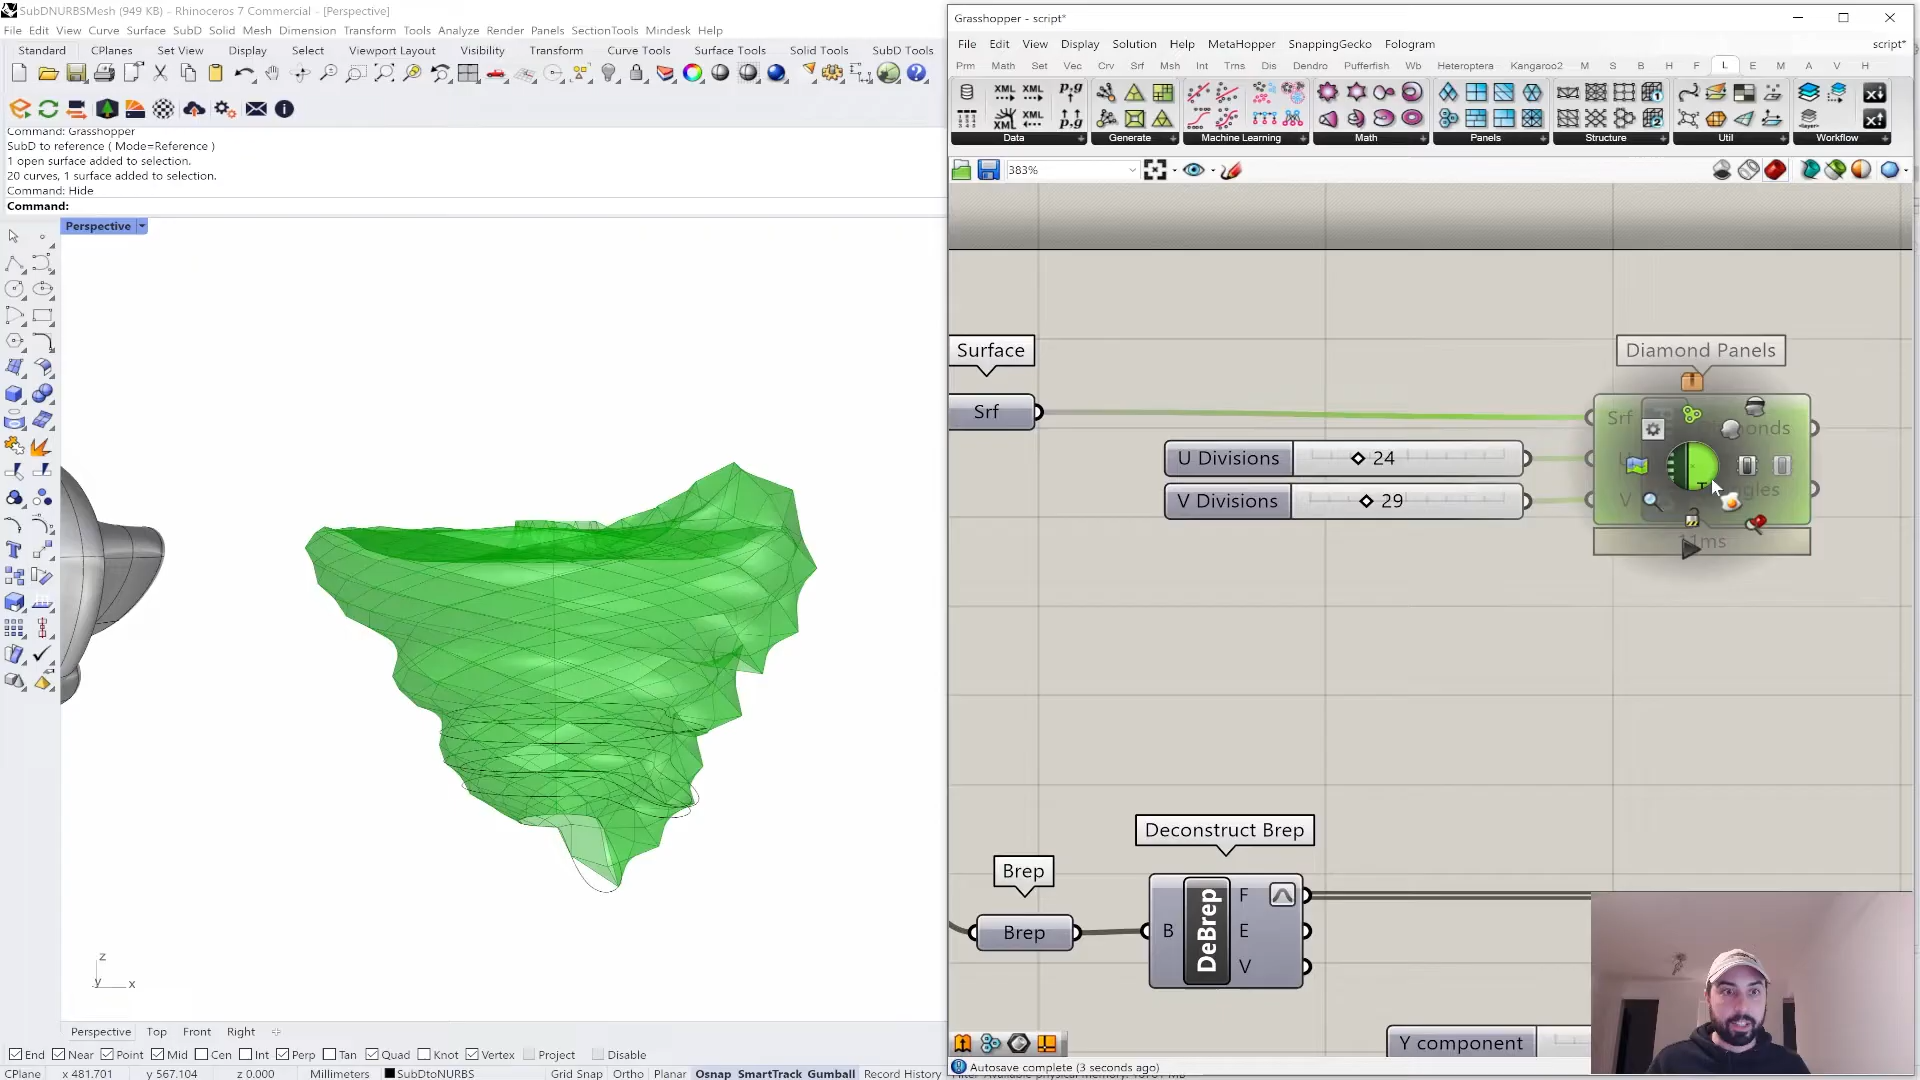 SubDNURBSMesh (949 KB) - Rhinoceros 7 Commercial - [Perspective]
File Edit View Curve Surface SubD Solid Mesh Dimension Transform Tools Analyze Render Panels SectionTools Mindesk Help
Standard CPlanes Set View Display Select Viewport Layout Visibility Transform Curve Tools Surface Tools Solid Tools SubD Tools
Command: Grasshopper
SubD to reference ( Mode=Reference )
1 open surface added to selection.
20 curves, 1 surface added to selection.
Command: Hide
Command:
Perspective
z
y x
Perspective Top Front Right
End Near Point Mid Cen Int Perp Tan Quad Knot Vertex Project Disable
CPlane x 481.701 y 567.104 z 0.000 Millimeters SubDtoNURBS Grid Snap Ortho Planar Osnap SmartTrack Gumball Record History
Grasshopper - script*
File Edit View Display Solution Help MetaHopper SnappingGecko Fologram script*
Prm Math Set Vec Crv Srf Msh Int Trns Dis Dendro Pufferfish Wb Heteroptera Kangaroo2 M S B H F L E M A V H
XML XML p,g
XML XML p,g
Data Generate Machine Learning Math Panels Structure Util Workflow
383%
Surface
Srf
U Divisions 24
V Divisions 29
Diamond Panels
Srf
V
11ms
Deconstruct Brep
Brep
Brep
B DeBrep F E V
Y component
Autosave complete (3 seconds ago)